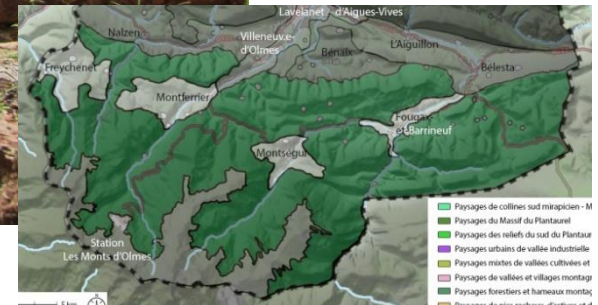 Lavelanet d'Aigues-Vives
Nalzen
Villeneuve
d'Olmes
Bénaix
L'Aiguillon
Freychenet
Bélesta
Montferrier
Fougax
et Barrineuf
Montségur
Station
Les Monts d'Olmes
5 km
Paysages de collines sud mirapicien - M
Paysages du Massif du Plantaurel
Paysages des reliefs du sud du Plantaur
Paysages urbains de vallée industrielle
Paysages mixtes de vallées cultivées et
Paysages de vallées et villages montagn
Paysages forestiers et hameaux montag